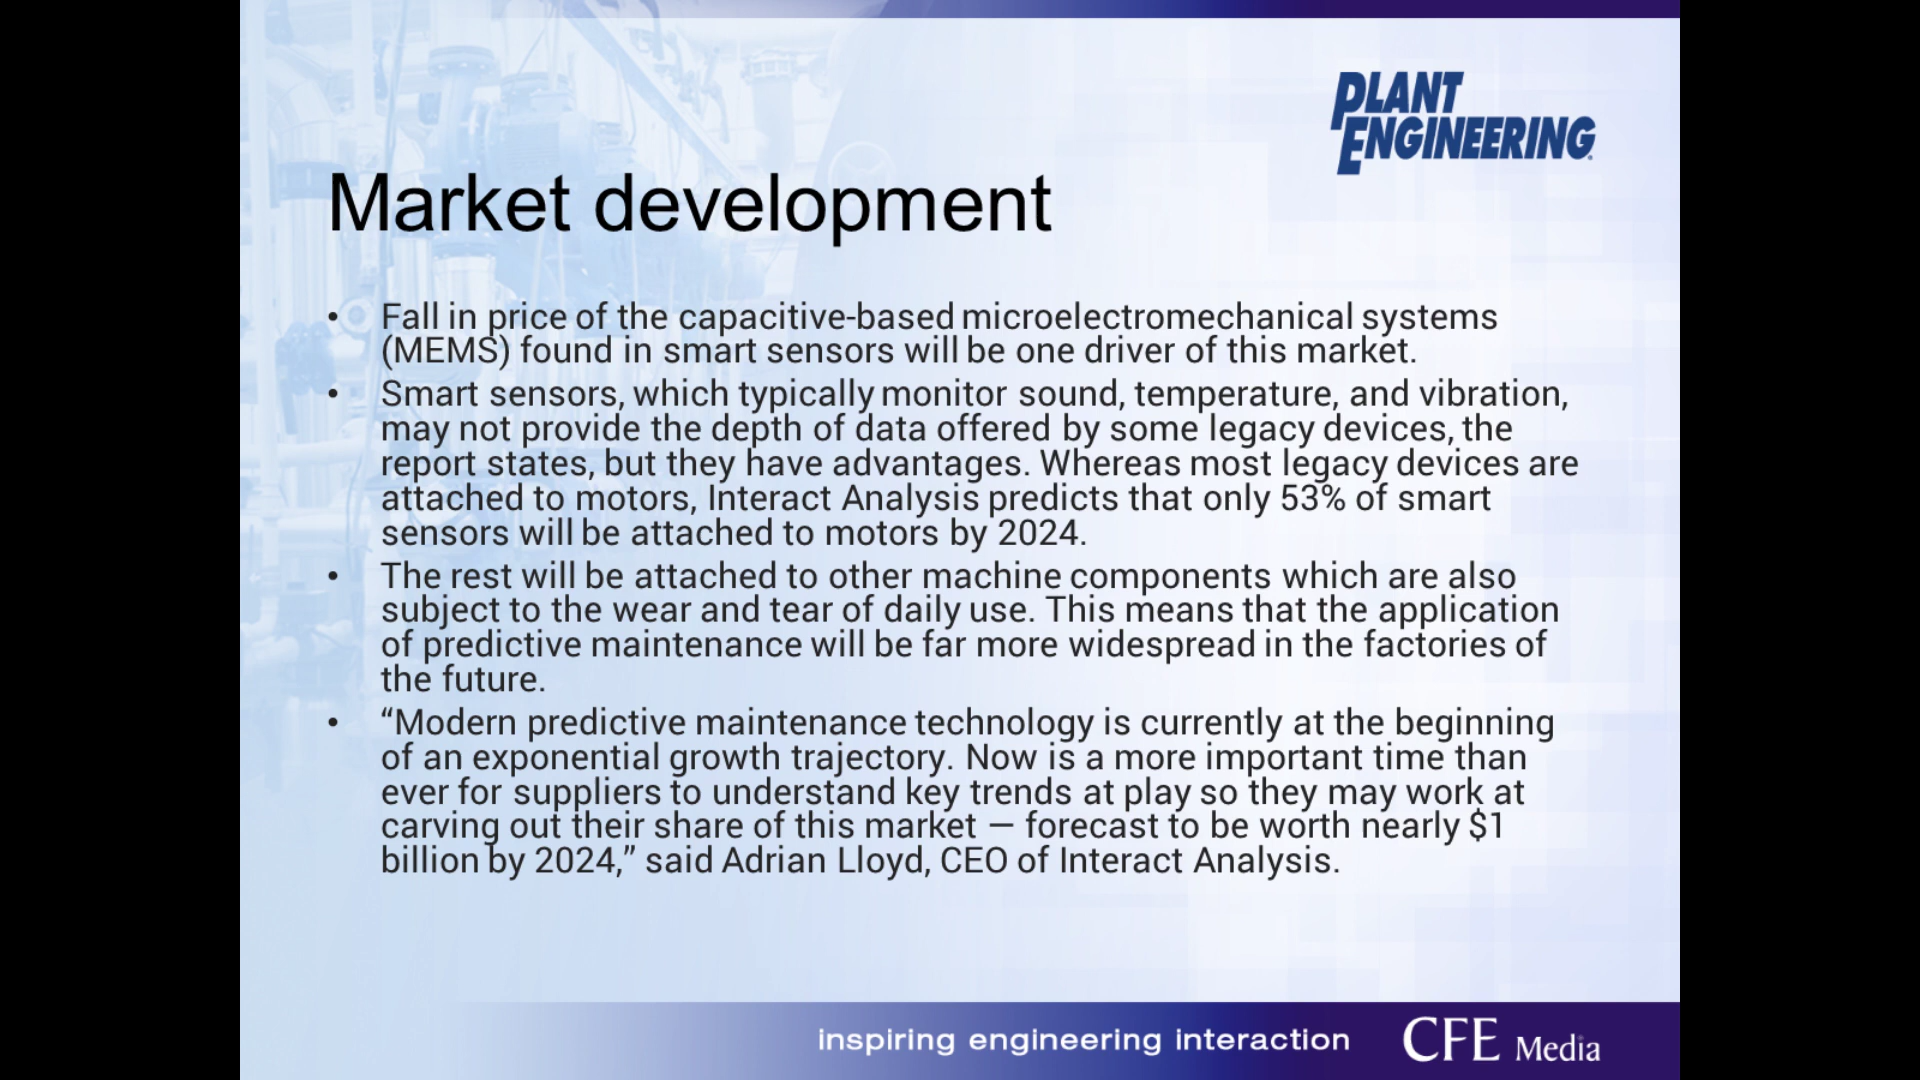 PLANT
ENGINEERING
Market development
• Fall in price of the capacitive-based microelectromechanical systems
(MEMS) found in smart sensors will be one driver of this market.
• Smart sensors, which typically monitor sound, temperature, and vibration,
may not provide the depth of data offered by some legacy devices, the
report states, but they have advantages. Whereas most legacy devices are
attached to motors, Interact Analysis predicts that only 53% of smart
sensors will be attached to motors by 2024.
• The rest will be attached to other machine components which are also
subject to the wear and tear of daily use. This means that the application
of predictive maintenance will be far more widespread in the factories of
the future.
• “Modern predictive maintenance technology is currently at the beginning
of an exponential growth trajectory. Now is a more important time than
ever for suppliers to understand key trends at play so they may work at
carving out their share of this market — forecast to be worth nearly $1
billion by 2024,” said Adrian Lloyd, CEO of Interact Analysis.
inspiring engineering interaction
CFE Media